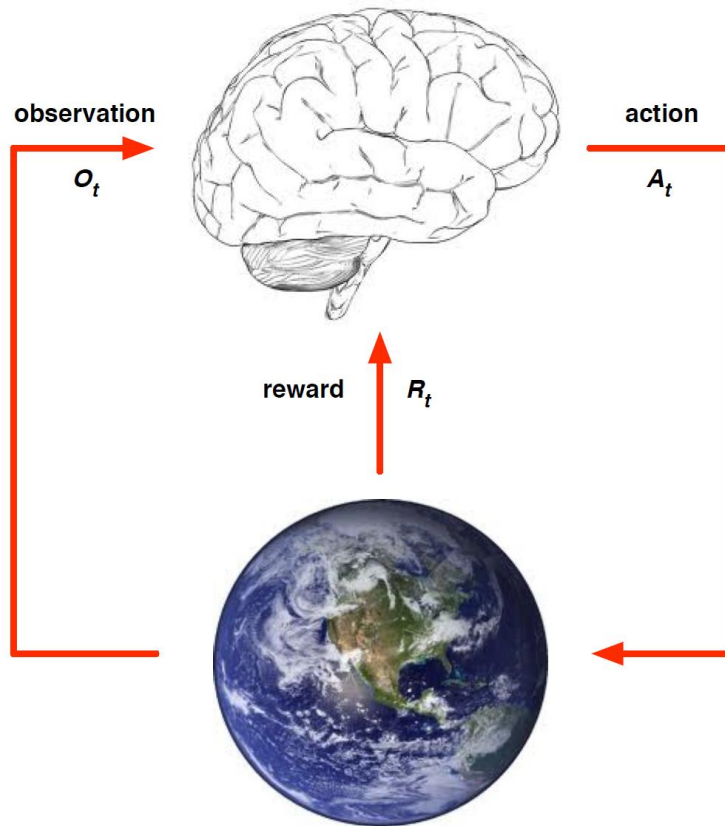 observation
action
O_t
A_t
reward
R_t